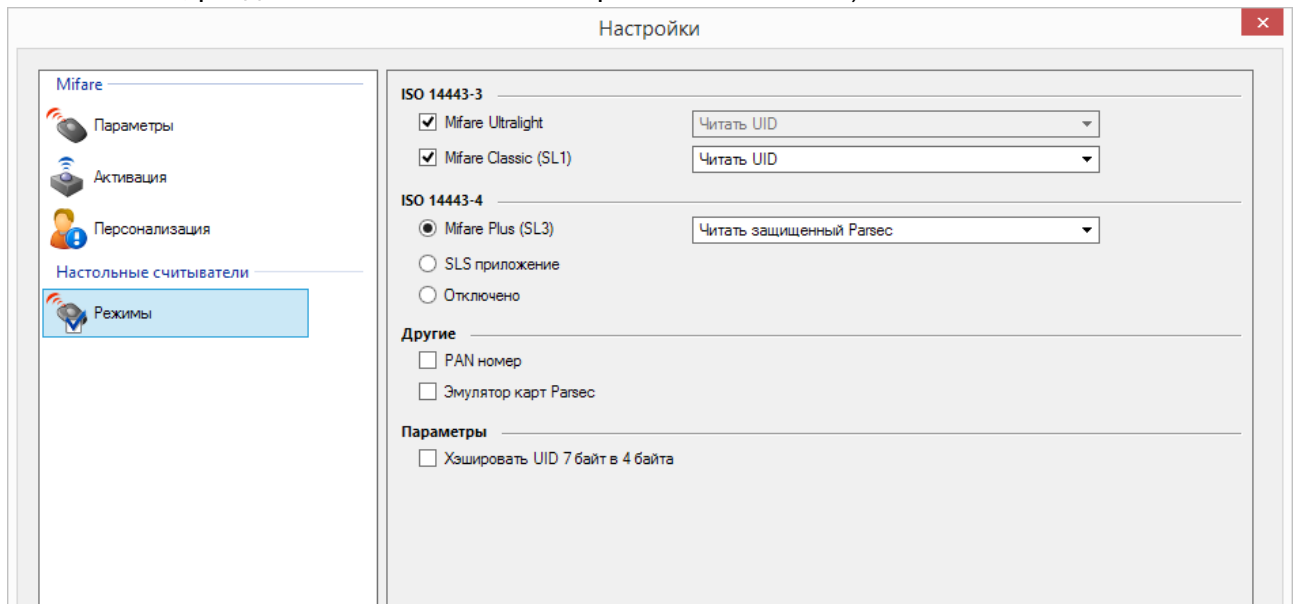 Настройки
Mifare
Параметры
Активация
Персонализация
Настольные считыватели
Режимы
ISO 14443-3
Mifare Ultralight
Читать UID
Mifare Classic (SL1)
Читать UID
ISO 14443-4
Mifare Plus (SL3)
Читать защищенный Parsec
SLS приложение
Отключено
Другие
PAN номер
Эмулятор карт Parsec
Параметры
Хэшировать UID 7 байт в 4 байта